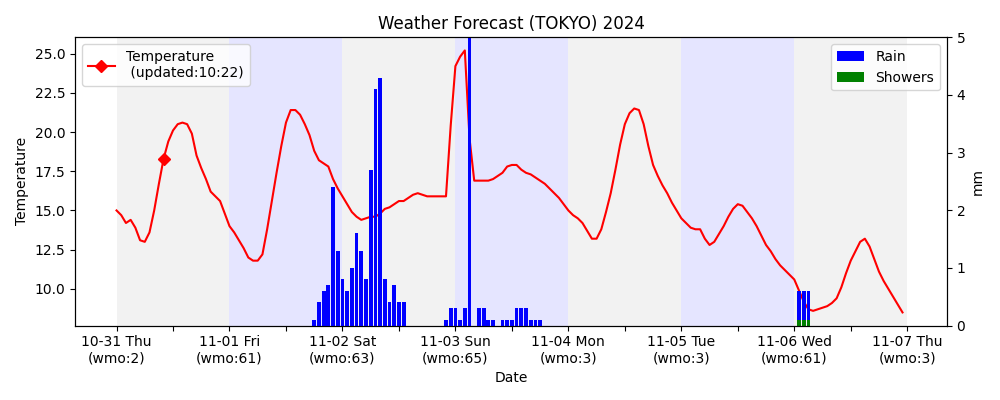 Weather Forecast (TOKYO) 2024
Temperature
(updated:10:22)
Rain
Showers
25.0
22.5
20.0
17.5
15.0
12.5
10.0
Temperature
5
4
3
2
1
0
mm
10-31 Thu
(wmo:2)
11-01 Fri
(wmo:61)
11-02 Sat
(wmo:63)
11-03 Sun
(wmo:65)
11-04 Mon
(wmo:3)
11-05 Tue
(wmo:3)
11-06 Wed
(wmo:61)
11-07 Thu
(wmo:3)
Date